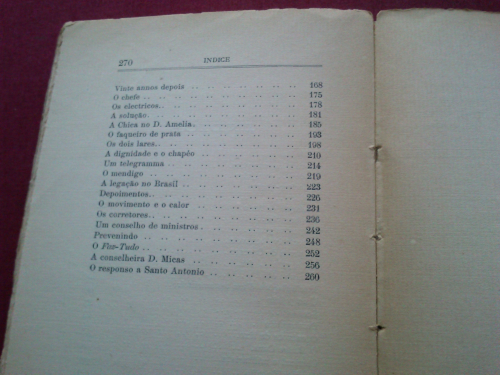 270 INDICE
Vinte annos depois .. .. .. .. .. .. .. 168
O chefe .. .. .. .. .. .. .. .. .. .. 175
Os electricos.. .. .. .. .. .. .. .. .. 178
A solução .. .. .. .. .. .. .. .. .. 181
A Chica no D. Amelia.. .. .. .. .. .. 185
O faqueiro de prata .. .. .. .. .. .. 193
Os dois lares.. .. .. .. .. .. .. .. .. 198
A dignidade e o chapéo .. .. .. .. .. 210
Um telegramma .. .. .. .. .. .. .. .. 214
O mendigo .. .. .. .. .. .. .. .. .. 219
A legação no Brasil .. .. .. .. .. .. 223
Depoimentos.. .. .. .. .. .. .. .. .. 226
O movimento e o calor .. .. .. .. .. 231
Os corretores.. .. .. .. .. .. .. .. .. 236
Um conselho de ministros .. .. .. .. .. 242
Prevenindo .. .. .. .. .. .. .. .. .. 248
O Faz-Tudo .. .. .. .. .. .. .. .. .. 252
A conselheira D. Micas .. .. .. .. .. 256
O responso a Santo Antonio .. .. .. .. 260